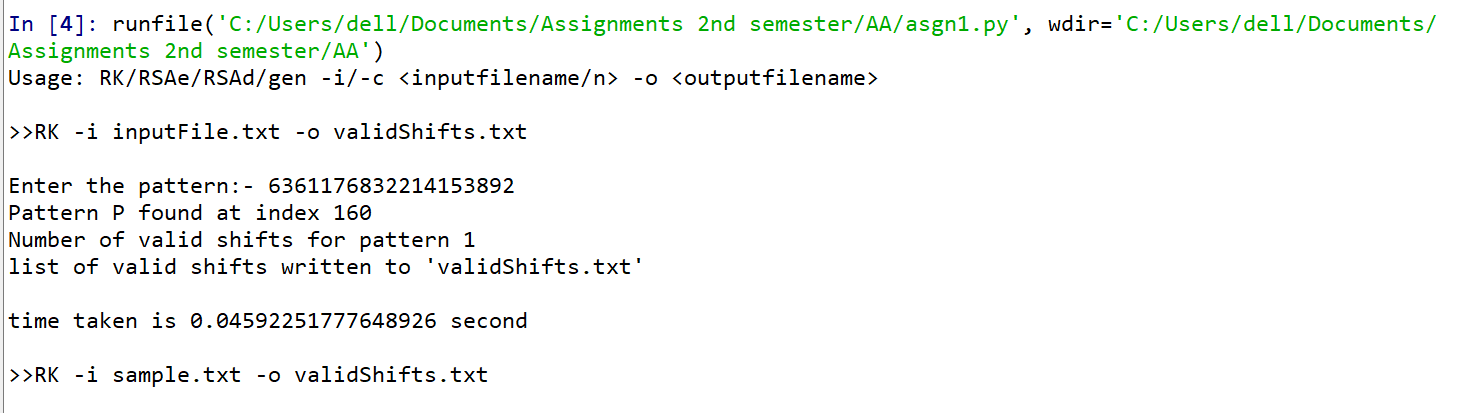 In [4]: runfile('C:/Users/dell/Documents/Assignments 2nd semester/AA/asgn1.py', wdir='C:/Users/dell/Documents/
Assignments 2nd semester/AA')
Usage: RK/RSAe/RSAd/gen -i/-c <inputfilename/n> -o <outputfilename>
>>RK -i inputFile.txt -o validShifts.txt
Enter the pattern:- 6361176832214153892
Pattern P found at index 160
Number of valid shifts for pattern 1
list of valid shifts written to 'validShifts.txt'
time taken is 0.04592251777648926 second
>>RK -i sample.txt -o validShifts.txt